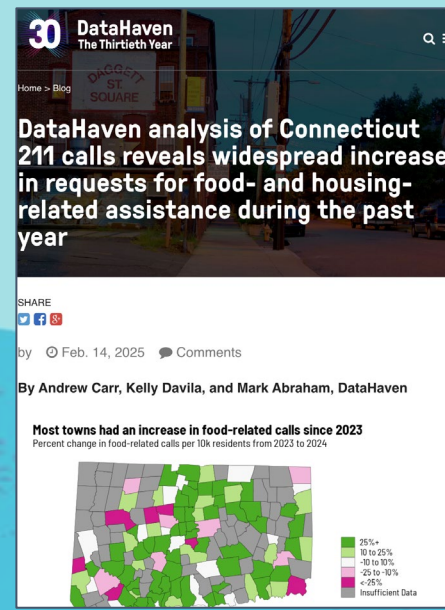 30 DataHaven
The Thirtieth Year
DAGGETT
ST.
SQUARE
Home > Blog
DataHaven analysis of Connecticut
211 calls reveals widespread increase
in requests for food- and housing-
related assistance during the past
year
SHARE
by Feb. 14, 2025 Comments
By Andrew Carr, Kelly Davila, and Mark Abraham, DataHaven
Most towns had an increase in food-related calls since 2023
Percent change in food-related calls per 10k residents from 2023 to 2024
25%+
10 to 25%
-10 to 10%
-25 to -10%
<-25%
Insufficient Data